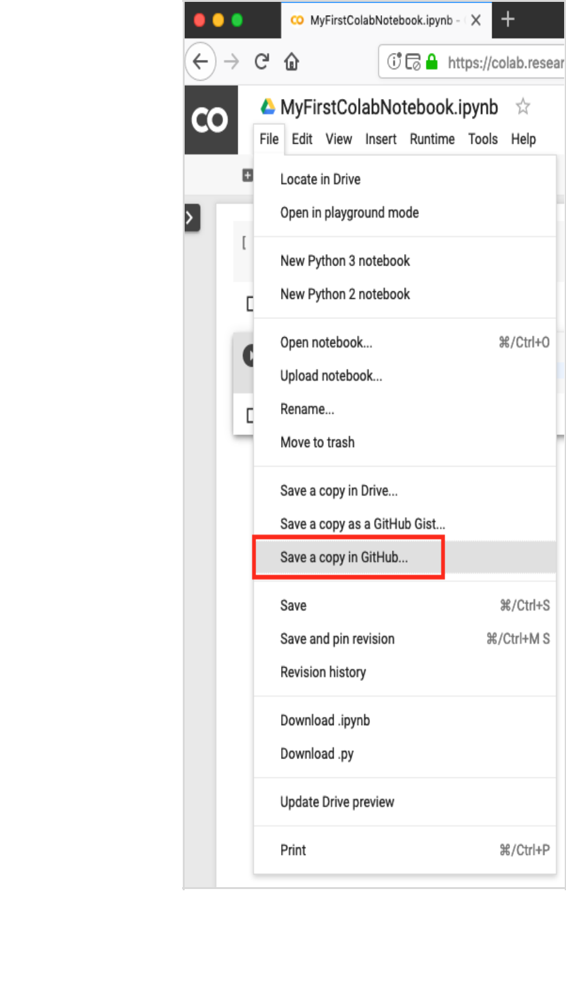 MyFirstColabNotebook.ipynb -
https://colab.resear
CO
MyFirstColabNotebook.ipynb
File Edit View Insert Runtime Tools Help
Locate in Drive
Open in playground mode
New Python 3 notebook
New Python 2 notebook
Open notebook... ⌘/Ctrl+O
Upload notebook...
Rename...
Move to trash
Save a copy in Drive...
Save a copy as a GitHub Gist...
Save a copy in GitHub...
Save ⌘/Ctrl+S
Save and pin revision ⌘/Ctrl+M S
Revision history
Download .ipynb
Download .py
Update Drive preview
Print ⌘/Ctrl+P